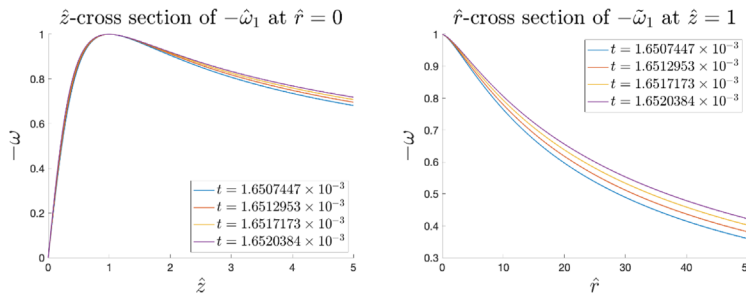 ẑ-cross section of −ω̂₁ at r̂ = 0
−ω
1
0.8
0.6
0.4
0.2
0
0 1 2 3 4 5
ẑ
t = 1.6507447 × 10⁻³
t = 1.6512953 × 10⁻³
t = 1.6517173 × 10⁻³
t = 1.6520384 × 10⁻³
r̂-cross section of −ω̃₁ at ẑ = 1
−ω
1
0.9
0.8
0.7
0.6
0.5
0.4
0.3
0 10 20 30 40 50
r̂
t = 1.6507447 × 10⁻³
t = 1.6512953 × 10⁻³
t = 1.6517173 × 10⁻³
t = 1.6520384 × 10⁻³